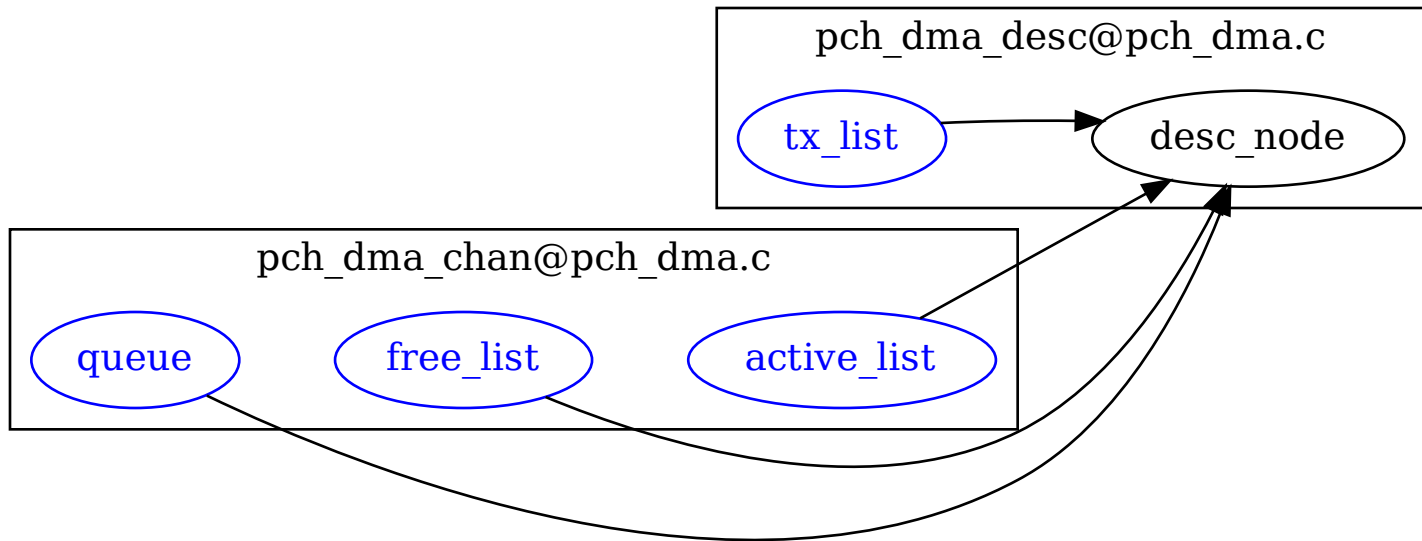 pch_dma_desc@pch_dma.c
tx_list
desc_node
pch_dma_chan@pch_dma.c
queue
free_list
active_list